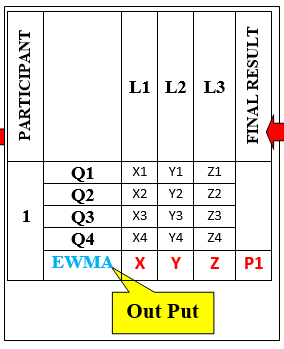 PARTICIPANT L1 L2 L3 FINAL RESULT
Q1 X1 Y1 Z1
1 Q2 X2 Y2 Z2
Q3 X3 Y3 Z3
Q4 X4 Y4 Z4
EWMA X Y Z P1
Out Put